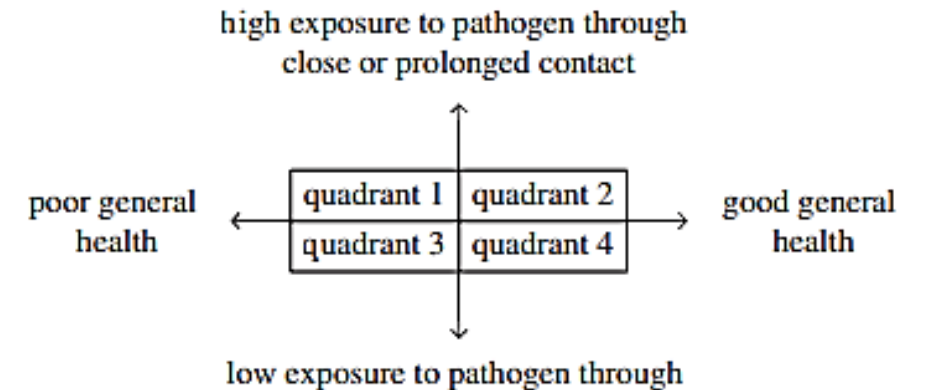 high exposure to pathogen through
close or prolonged contact
poor general
health
quadrant 1 quadrant 2
quadrant 3 quadrant 4
good general
health
low exposure to pathogen through